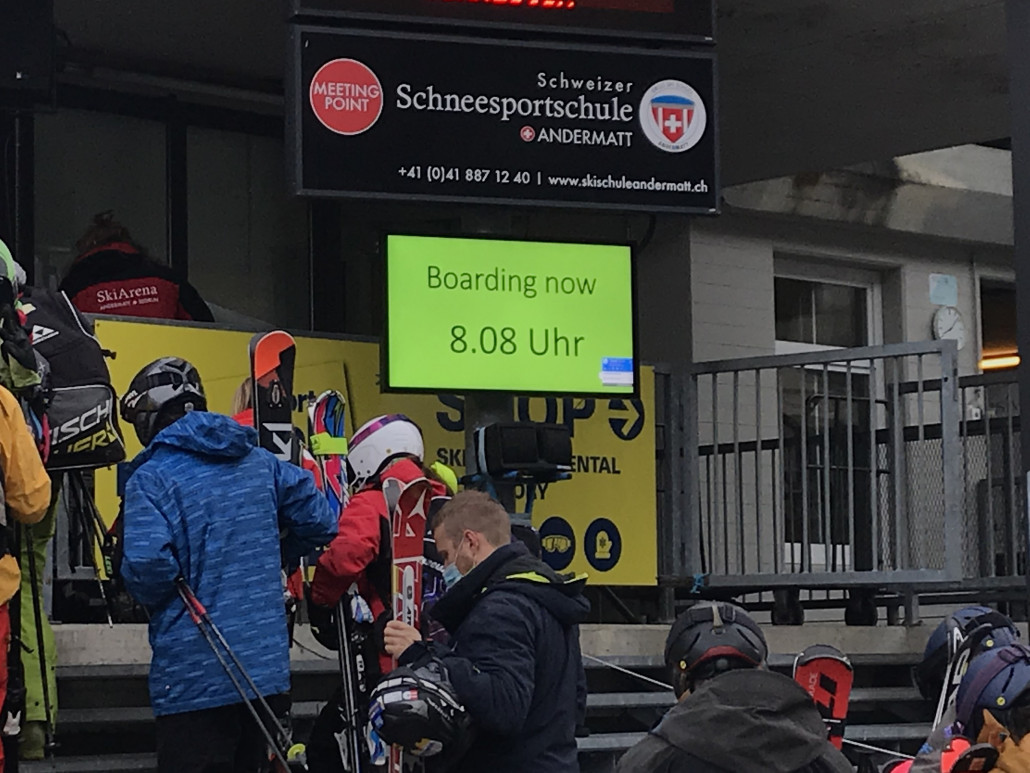 MEETING
POINT
Schweizer
Schneesportschule
ANDERMATT
+41 (0)41 887 12 40 | www.skischuleandermatt.ch
Boarding now
8.08 Uhr
SkiArena
FISCH